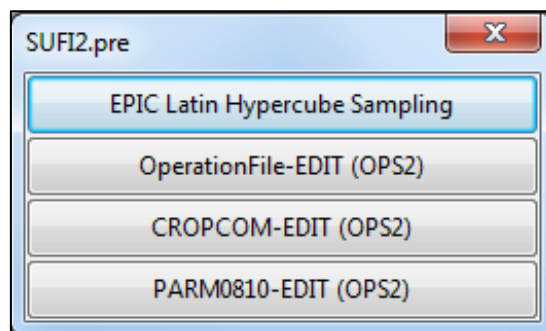 SUFI2.pre
EPIC Latin Hypercube Sampling
OperationFile-EDIT (OPS2)
CROPCOM-EDIT (OPS2)
PARM0810-EDIT (OPS2)